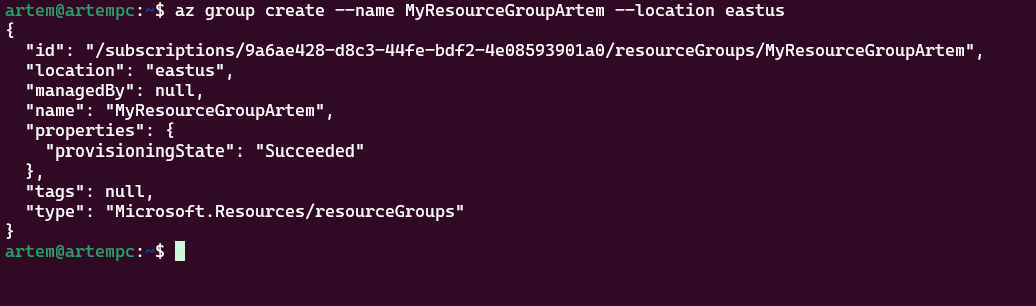 artem@artempc:~$ az group create --name MyResourceGroupArtem --location eastus
{
  "id": "/subscriptions/9a6ae428-d8c3-44fe-bdf2-4e08593901a0/resourceGroups/MyResourceGroupArtem",
  "location": "eastus",
  "managedBy": null,
  "name": "MyResourceGroupArtem",
  "properties": {
    "provisioningState": "Succeeded"
  },
  "tags": null,
  "type": "Microsoft.Resources/resourceGroups"
}
artem@artempc:~$